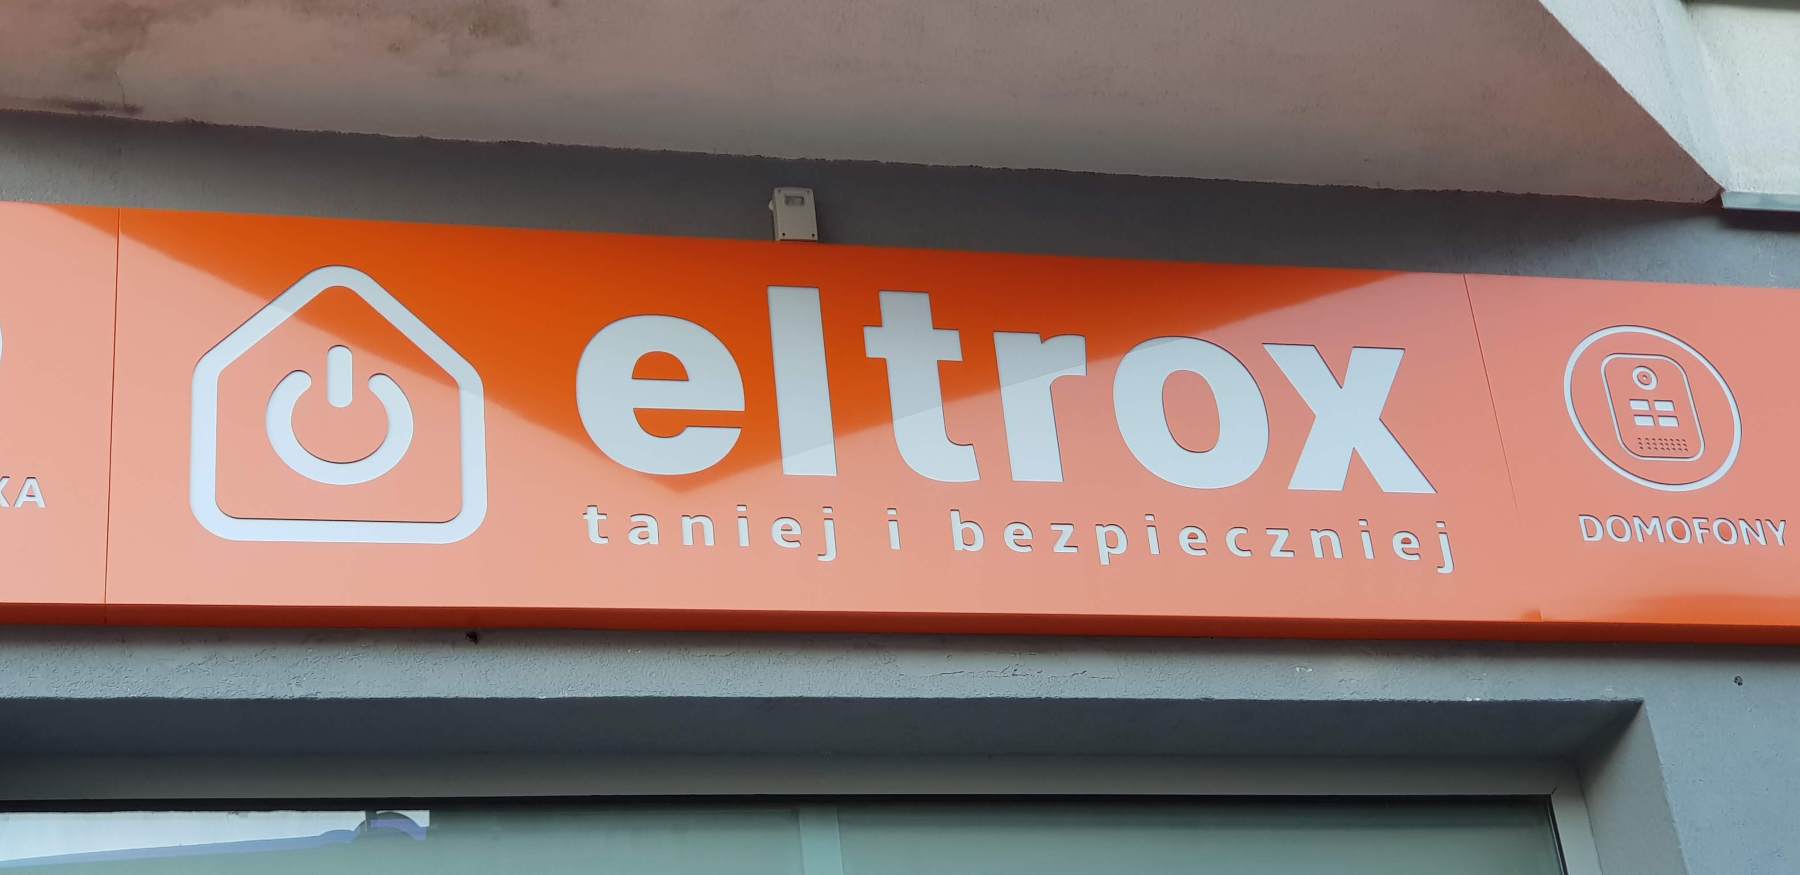 eltrox
taniej i bezpieczniej
DOMOFONY